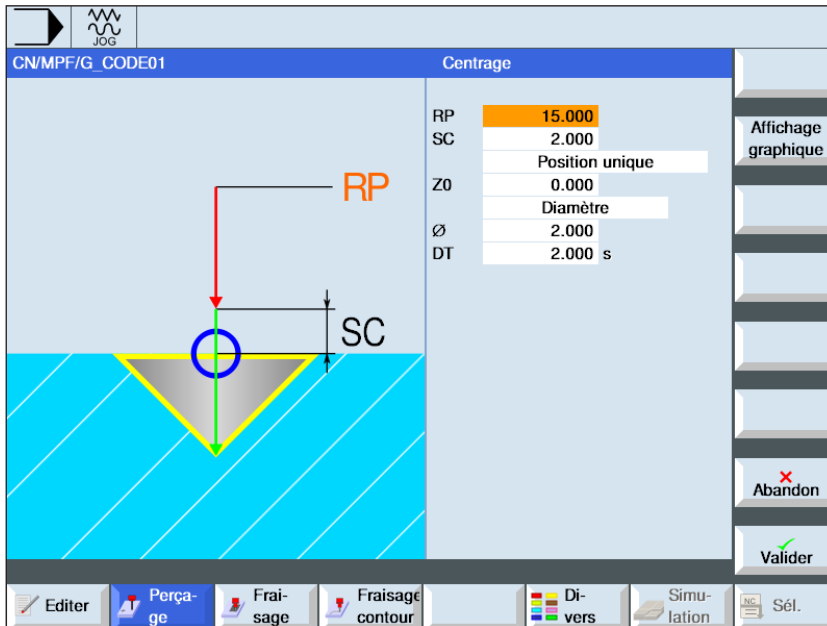 JOG
CN/MPF/G_CODE01
Centrage
RP 15.000
SC 2.000
Position unique
Z0 0.000
Diamètre
Ø 2.000
DT 2.000 s
RP
SC
Affichage
graphique
Abandon
Valider
Editer
Perça-
ge
Frai-
sage
Fraisage
contour
Di-
vers
Simu-
lation
NC
Sél.